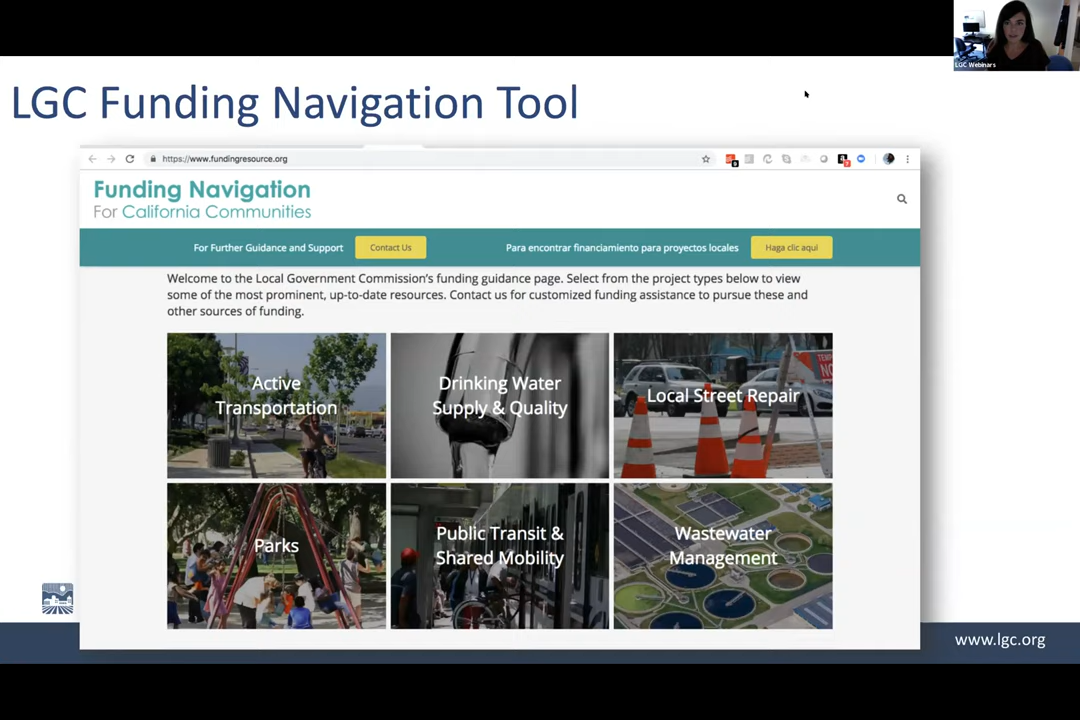 LGC Webinars
LGC Funding Navigation Tool
https://www.fundingresource.org
Funding Navigation
For California Communities
For Further Guidance and Support
Contact Us
Para encontrar financiamiento para proyectos locales
Haga clic aquí
Welcome to the Local Government Commission's funding guidance page. Select from the project types below to view
some of the most prominent, up-to-date resources. Contact us for customized funding assistance to pursue these and
other sources of funding.
Active
Transportation
Drinking Water
Supply & Quality
Local Street Repair
Parks
Public Transit &
Shared Mobility
Wastewater
Management
www.lgc.org